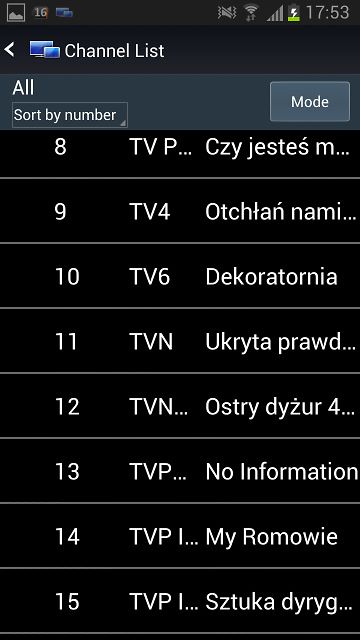 16 17:53
Channel List
All
Sort by number Mode
8 TV P... Czy jesteś m...
9 TV4 Otchłań nami...
10 TV6 Dekoratornia
11 TVN Ukryta prawd...
12 TVN... Ostry dyżur 4...
13 TVP... No Information
14 TVP I... My Romowie
15 TVP I... Sztuka dyryg...